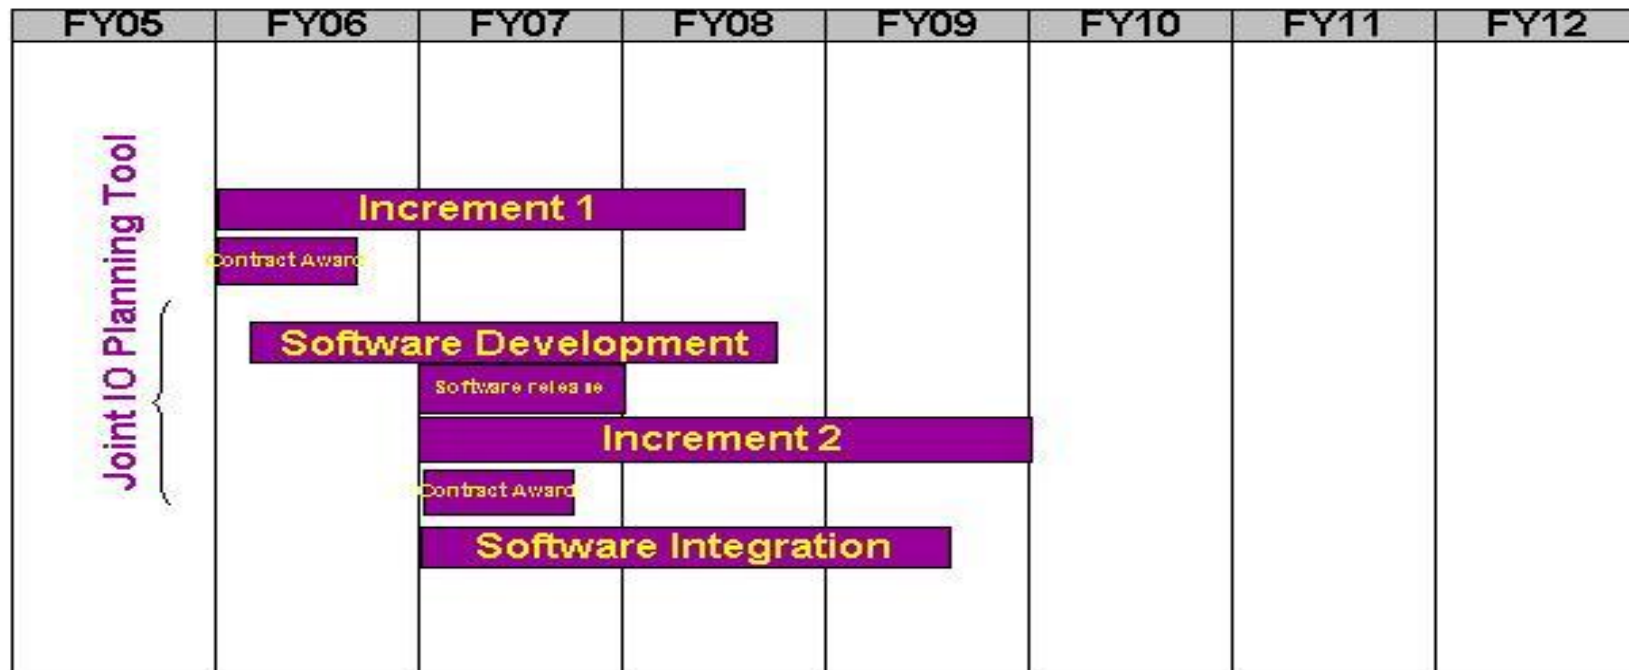 FY05 FY06 FY07 FY08 FY09 FY10 FY11 FY12
Joint IO Planning Tool
Increment 1
Contract Award
Software Development
Software release
Increment 2
Contract Award
Software Integration